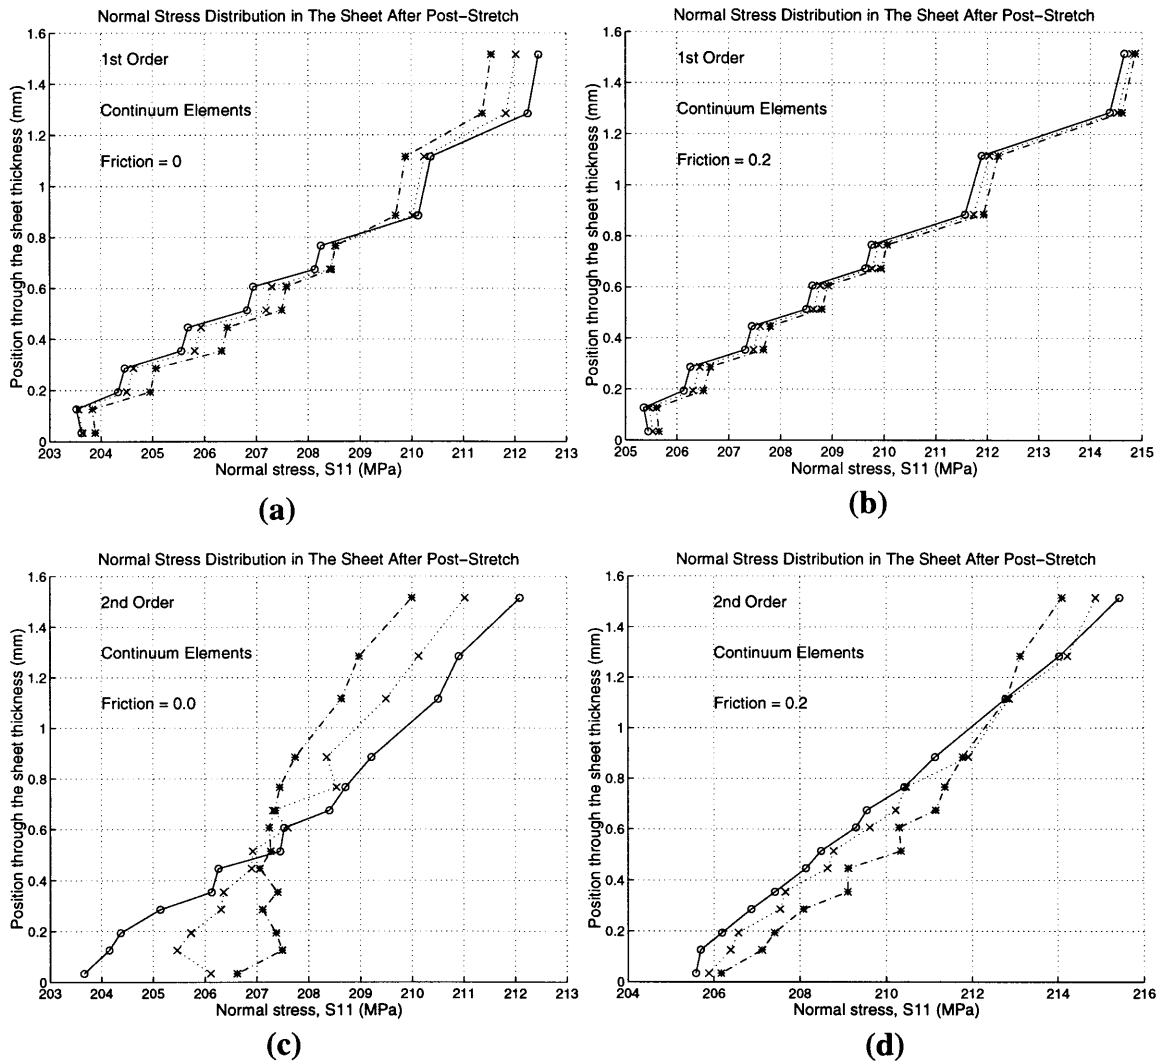 Normal Stress Distribution in The Sheet After Post-Stretch
1.6
1.4
1.2
1
0.8
0.6
0.4
0.2
0
Position through the sheet thickness (mm)
1st Order
Continuum Elements
Friction = 0
203 204 205 206 207 208 209 210 211 212 213
Normal stress, S11 (MPa)
(a)
Normal Stress Distribution in The Sheet After Post-Stretch
1.6
1.4
1.2
1
0.8
0.6
0.4
0.2
0
Position through the sheet thickness (mm)
1st Order
Continuum Elements
Friction = 0.2
205 206 207 208 209 210 211 212 213 214 215
Normal stress, S11 (MPa)
(b)
Normal Stress Distribution in The Sheet After Post-Stretch
1.6
1.4
1.2
1
0.8
0.6
0.4
0.2
0
Position through the sheet thickness (mm)
2nd Order
Continuum Elements
Friction = 0.0
203 204 205 206 207 208 209 210 211 212 213
Normal stress, S11 (MPa)
(c)
Normal Stress Distribution in The Sheet After Post-Stretch
1.6
1.4
1.2
1
0.8
0.6
0.4
0.2
0
Position through the sheet thickness (mm)
2nd Order
Continuum Elements
Friction = 0.2
204 206 208 210 212 214 216
Normal stress, S11 (MPa)
(d)